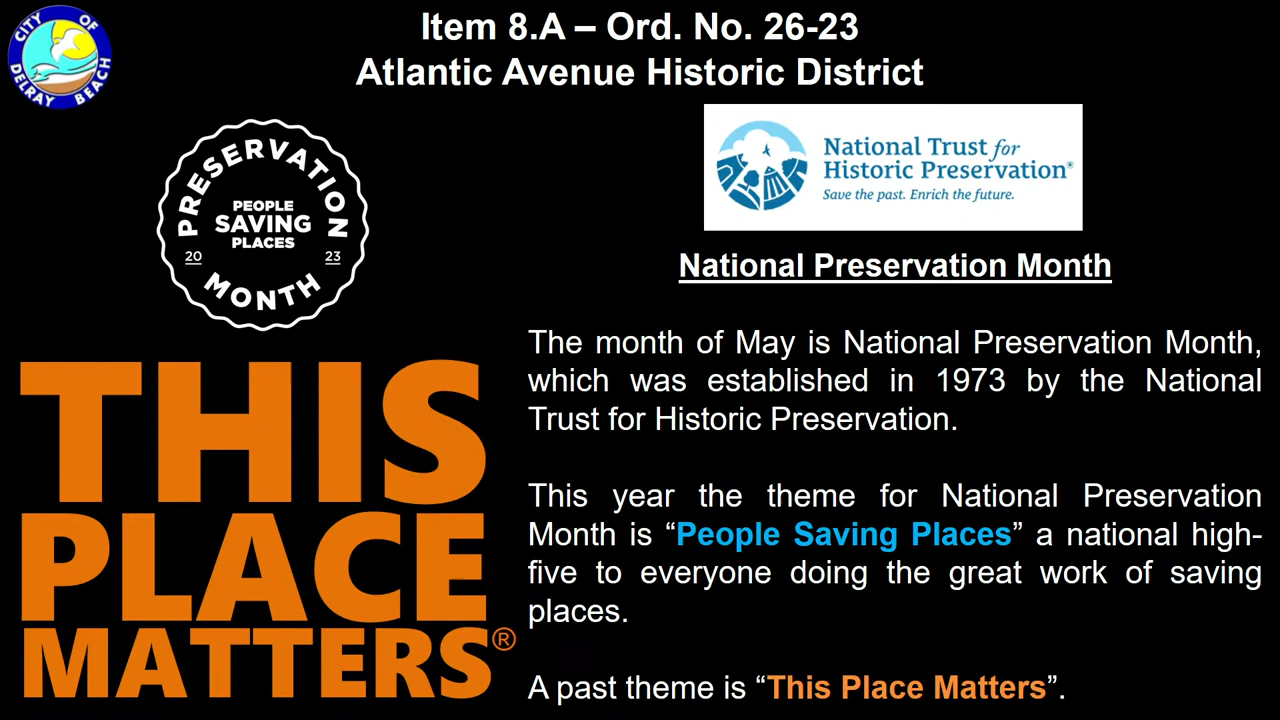 CITY OF
DELRAY BEACH
Item 8.A – Ord. No. 26-23
Atlantic Avenue Historic District
PRESERVATION
PEOPLE
SAVING
PLACES
20 23
MONTH
National Trust for
Historic Preservation®
Save the past. Enrich the future.
THIS
PLACE
MATTERS®
National Preservation Month
The month of May is National Preservation Month,
which was established in 1973 by the National
Trust for Historic Preservation.
This year the theme for National Preservation
Month is “People Saving Places” a national high-
five to everyone doing the great work of saving
places.
A past theme is “This Place Matters”.